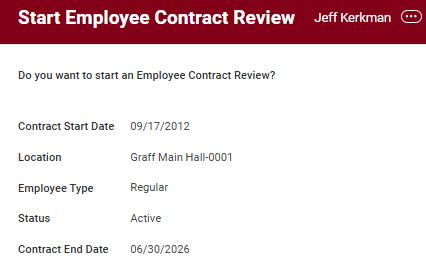 Start Employee Contract Review Jeff Kerkman
Do you want to start an Employee Contract Review?
Contract Start Date 09/17/2012
Location Graff Main Hall-0001
Employee Type Regular
Status Active
Contract End Date 06/30/2026